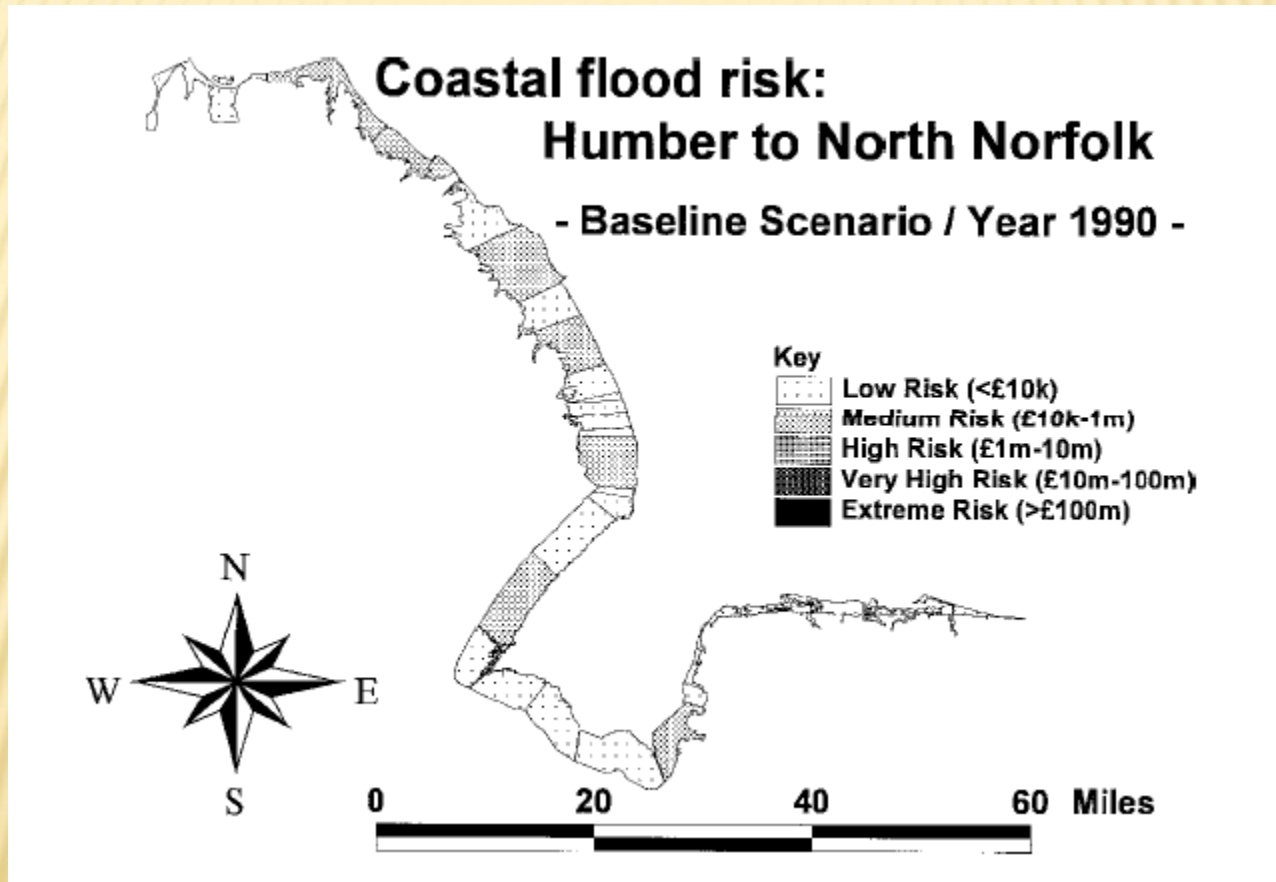 Coastal flood risk:
Humber to North Norfolk
- Baseline Scenario / Year 1990 -
Key
Low Risk (<£10k)
Medium Risk (£10k-1m)
High Risk (£1m-10m)
Very High Risk (£10m-100m)
Extreme Risk (>£100m)
N
W E
S
0 20 40 60 Miles